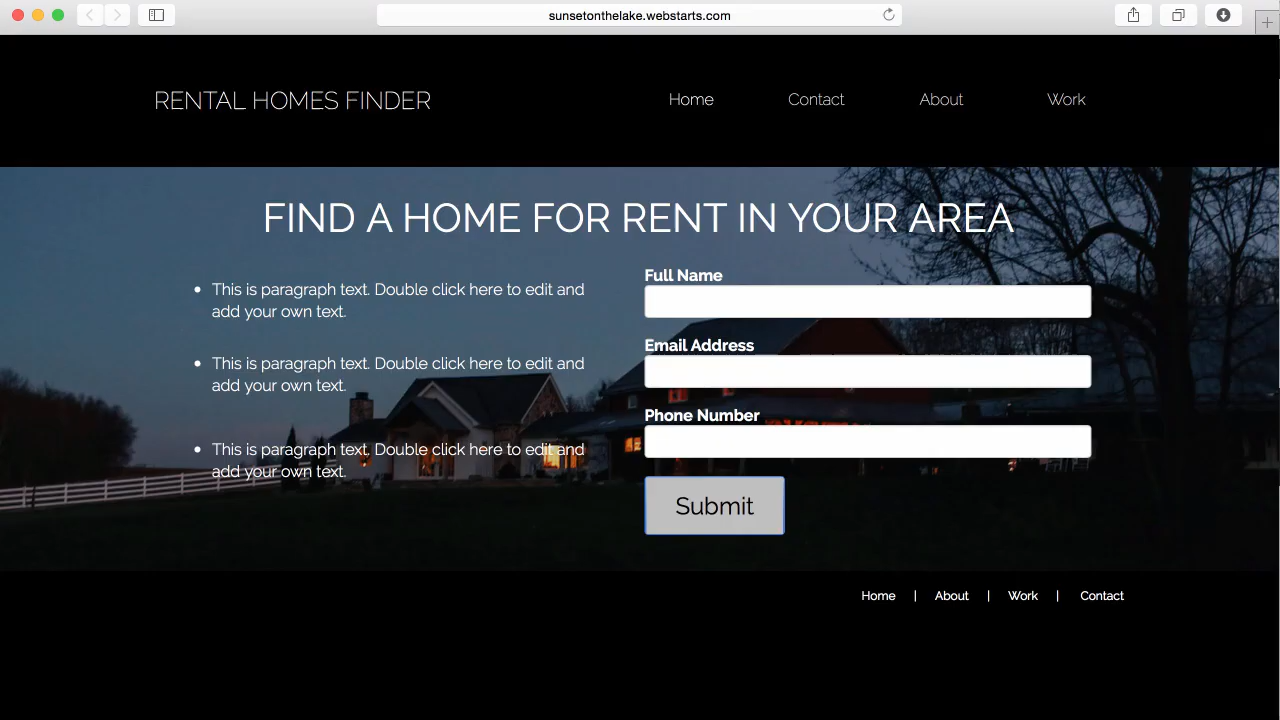 sunsetonthelake.webstarts.com
RENTAL HOMES FINDER
Home
Contact
About
Work
FIND A HOME FOR RENT IN YOUR AREA
This is paragraph text. Double click here to edit and
add your own text.
This is paragraph text. Double click here to edit and
add your own text.
This is paragraph text. Double click here to edit and
add your own text.
Full Name
Email Address
Phone Number
Submit
Home | About | Work | Contact